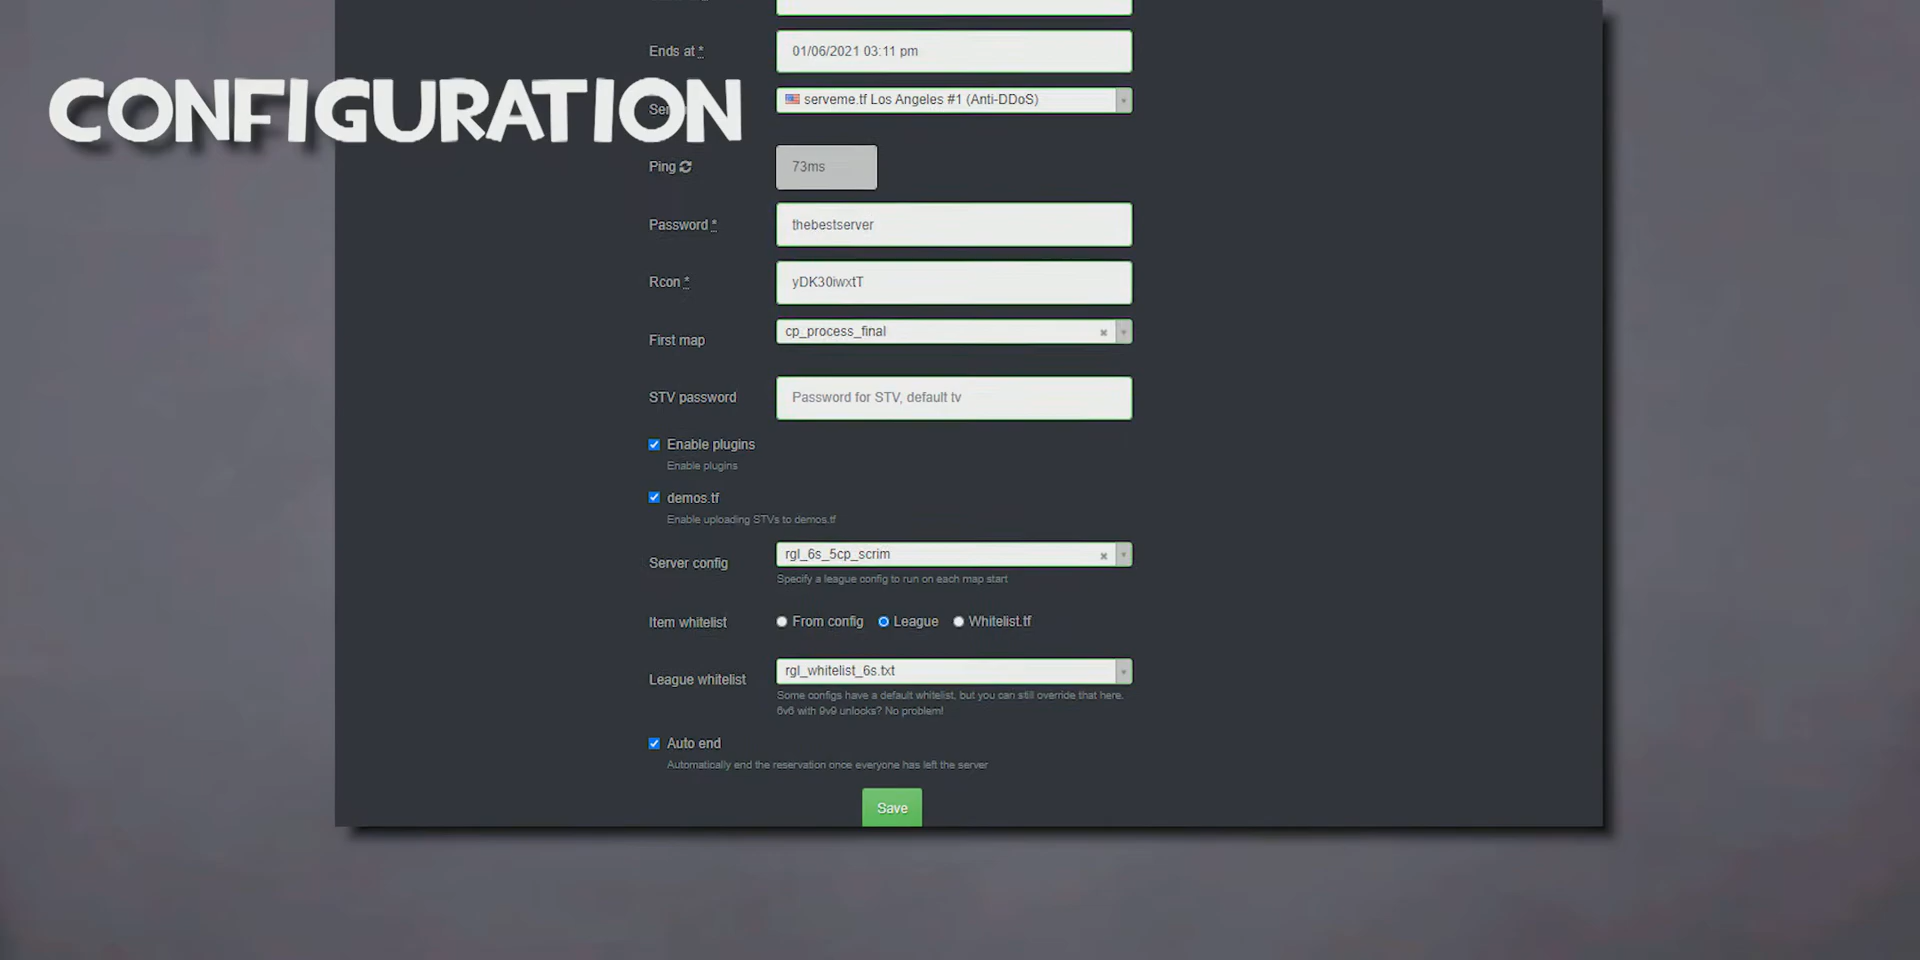 Ends at *
01/06/2021 03:11 pm
CONFIGURATION
serveme.tf Los Angeles #1 (Anti-DDoS)
Ping
73ms
Password *
thebestserver
Rcon *
yDK30iwxtT
First map
cp_process_final
STV password
Password for STV, default tv
Enable plugins
Enable plugins
demos.tf
Enable uploading STVs to demos.tf
Server config
rgl_6s_5cp_scrim
Specify a league config to run on each map start
Item whitelist
From config League Whitelist.tf
League whitelist
rgl_whitelist_6s.txt
Some configs have a default whitelist, but you can still override that here.
6v6 with 9v9 unlocks? No problem!
Auto end
Automatically end the reservation once everyone has left the server
Save